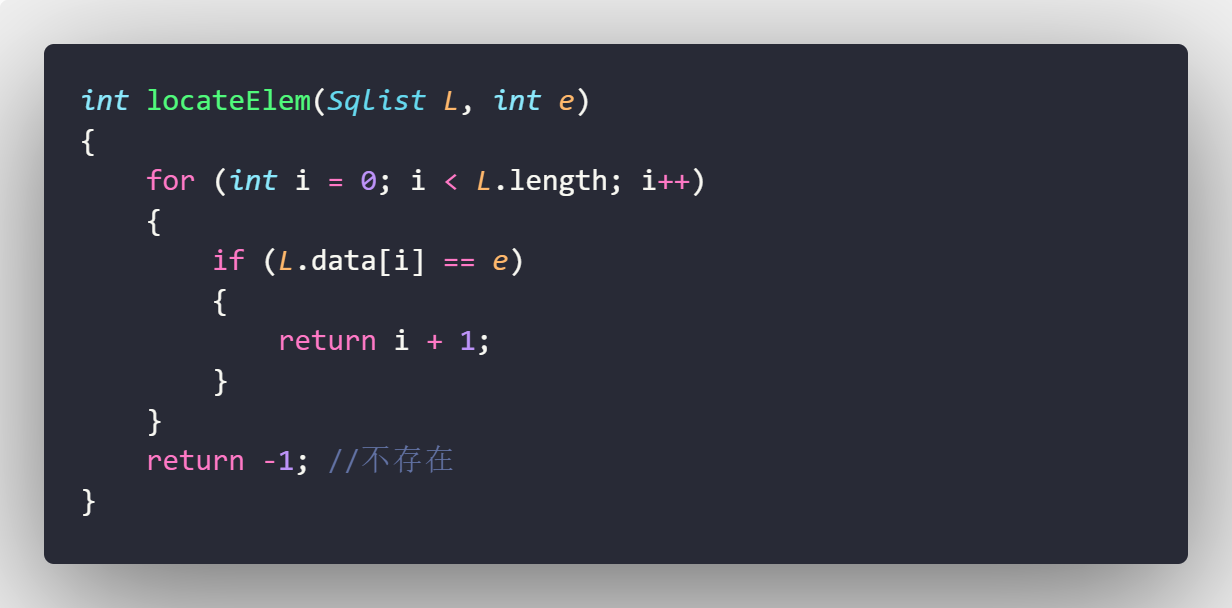 int locateElem(Sqlist L, int e)
{
    for (int i = 0; i < L.length; i++)
    {
        if (L.data[i] == e)
        {
            return i + 1;
        }
    }
    return -1; //不存在
}